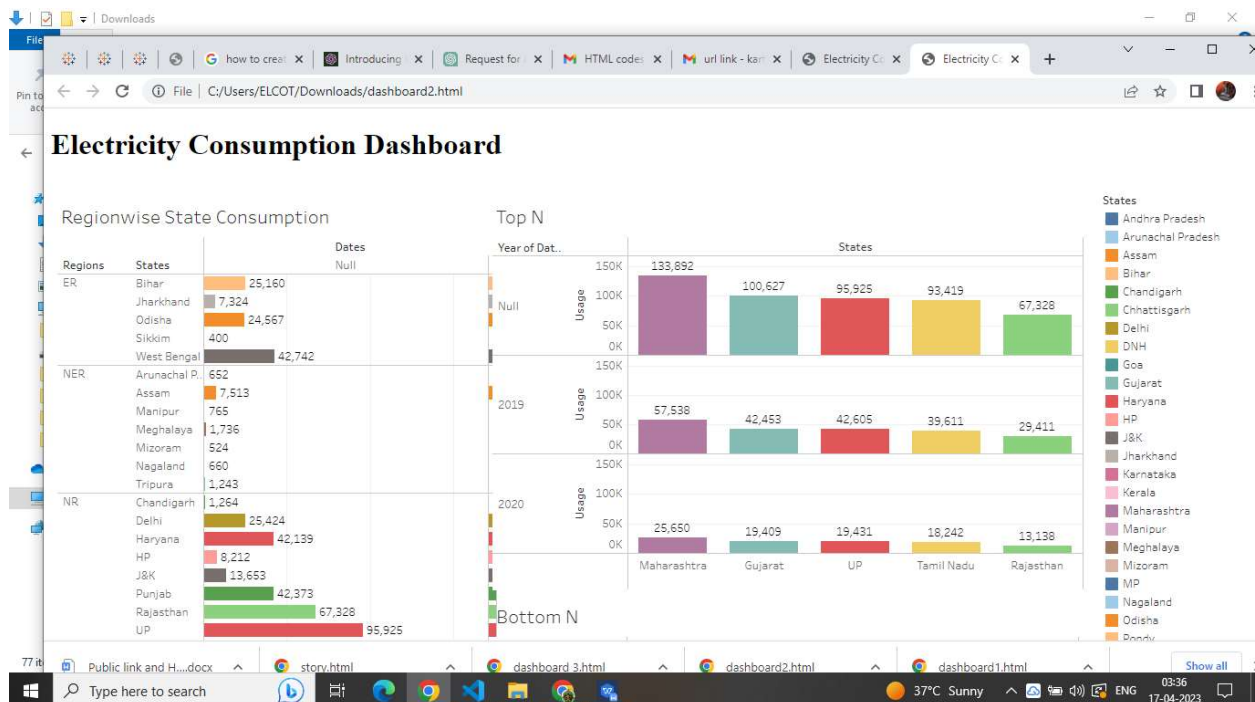 Downloads
File
how to creat
Introducing
Request for
HTML codes
url link - kan
Electricity Co
Electricity Co
Pin to
acc
File
C:/Users/ELCOT/Downloads/dashboard2.html
Electricity Consumption Dashboard
Regionwise State Consumption
Dates
Regions States Null
ER Bihar 25,160
Jharkhand 7,324
Odisha 24,567
Sikkim 400
West Bengal 42,742
NER Arunachal P.. 652
Assam 7,513
Manipur 765
Meghalaya 1,736
Mizoram 524
Nagaland 660
Tripura 1,243
NR Chandigarh 1,264
Delhi 25,424
Haryana 42,139
HP 8,212
J&K 13,653
Punjab 42,373
Rajasthan 67,328
UP 95,925
Top N
Year of Dat.. States
Null Usage 150K 100K 50K 0K
133,892 100,627 95,925 93,419 67,328
2019 Usage 150K 100K 50K 0K
57,538 42,453 42,605 39,611 29,411
2020 Usage 150K 100K 50K 0K
25,650 19,409 19,431 18,242 13,138
Maharashtra Gujarat UP Tamil Nadu Rajasthan
Bottom N
States
Andhra Pradesh
Arunachal Pradesh
Assam
Bihar
Chandigarh
Chhattisgarh
Delhi
DNH
Goa
Gujarat
Haryana
HP
J&K
Jharkhand
Karnataka
Kerala
Maharashtra
Manipur
Meghalaya
Mizoram
MP
Nagaland
Odisha
Pondy
77 it
Public link and H....docx
story.html
dashboard 3.html
dashboard2.html
dashboard1.html
Show all
Type here to search
37°C Sunny
ENG
03:36
17-04-2023